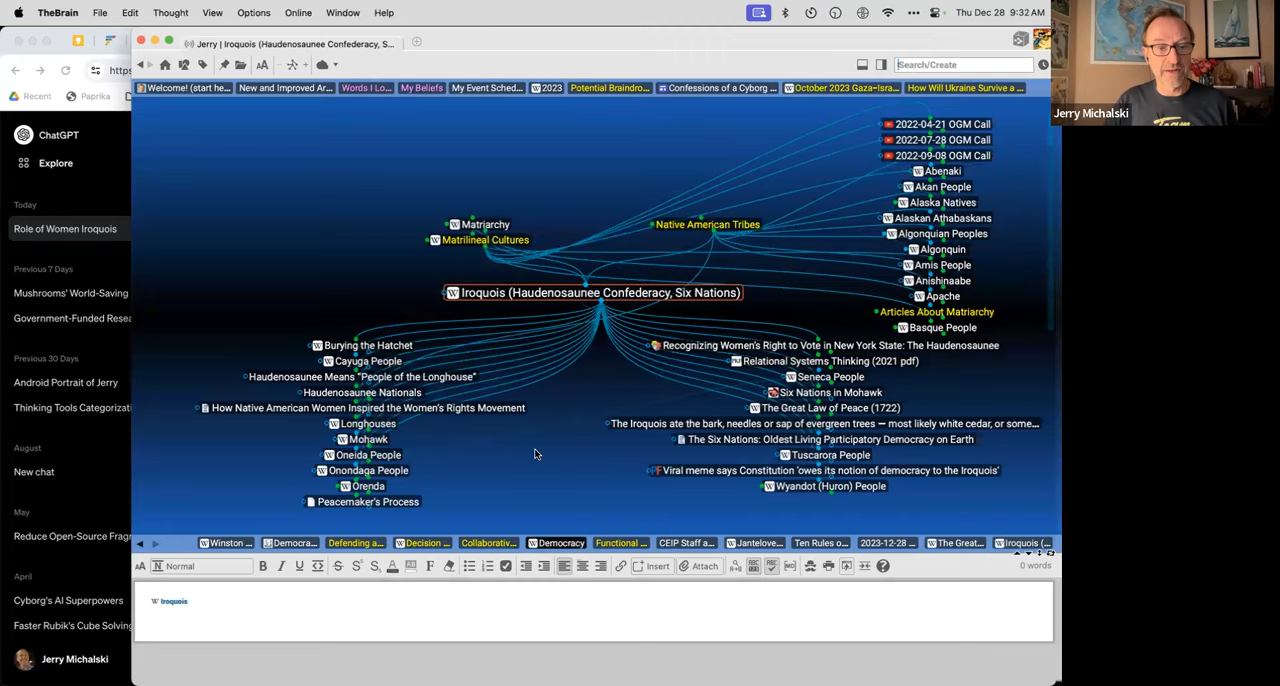 TheBrain File Edit Thought View Options Online Window Help
Thu Dec 28 9:32 AM
Jerry | Iroquois (Haudenosaunee Confederacy, S...
Search/Create
https
Recent Paprika
Welcome! (start he... New and Improved Ar... Words I Lo... My Beliefs My Event Sched... 2023 Potential Braindro... Confessions of a Cyborg ... October 2023 Gaza–Isra... How Will Ukraine Survive a ...
Jerry Michalski
ChatGPT
Explore
Today
Role of Women Iroquois
Previous 7 Days
Mushrooms' World-Saving
Government-Funded Resea
Previous 30 Days
Android Portrait of Jerry
Thinking Tools Categorizati
August
New chat
May
Reduce Open-Source Fragm
April
Cyborg's AI Superpowers
Faster Rubik's Cube Solving
Jerry Michalski
Matriarchy
Matrilineal Cultures
Native American Tribes
2022-04-21 OGM Call
2022-07-28 OGM Call
2022-09-08 OGM Call
Abenaki
Akan People
Alaska Natives
Alaskan Athabaskans
Algonquian Peoples
Algonquin
Amis People
Anishinaabe
Apache
Articles About Matriarchy
Basque People
Iroquois (Haudenosaunee Confederacy, Six Nations)
Burying the Hatchet
Cayuga People
Haudenosaunee Means "People of the Longhouse"
Haudenosaunee Nationals
How Native American Women Inspired the Women's Rights Movement
Longhouses
Mohawk
Oneida People
Onondaga People
Orenda
Peacemaker's Process
Recognizing Women's Right to Vote in New York State: The Haudenosaunee
Relational Systems Thinking (2021 pdf)
Seneca People
Six Nations in Mohawk
The Great Law of Peace (1722)
The Iroquois ate the bark, needles or sap of evergreen trees — most likely white cedar, or some...
The Six Nations: Oldest Living Participatory Democracy on Earth
Tuscarora People
Viral meme says Constitution 'owes its notion of democracy to the Iroquois'
Wyandot (Huron) People
Winston ... Democra... Defending a... Decision ... Collaborativ... Democracy Functional ... CEIP Staff a... Jantelove... Ten Rules o... 2023-12-28 ... The Great... Iroquois (...
Normal B I U S Insert Attach 0 words
Iroquois